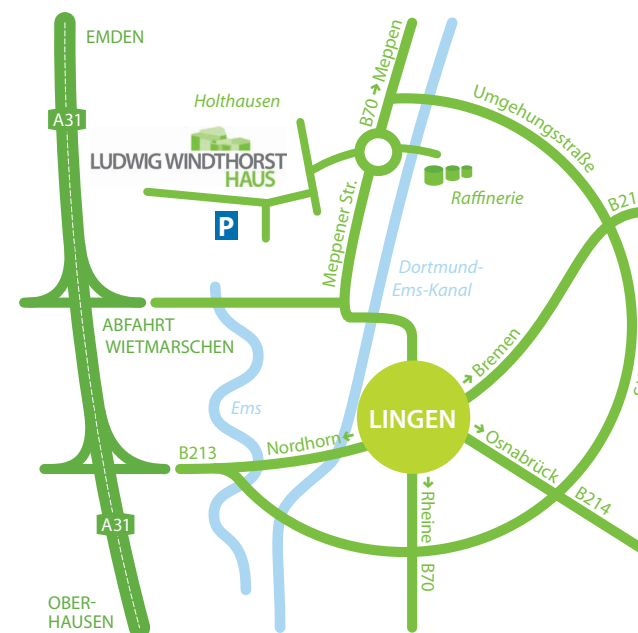 EMDEN
A31
Holthausen
B70 → Meppen
Umgehungsstraße
LUDWIG WINDTHORST
HAUS
P
Raffinerie
B21
Meppener Str.
Dortmund-
Ems-Kanal
ABFAHRT
WIETMARSCHEN
Bremen
Ems
LINGEN
Nordhorn
B213
Osnabrück
B214
Rheine
B70
A31
OBER-
HAUSEN